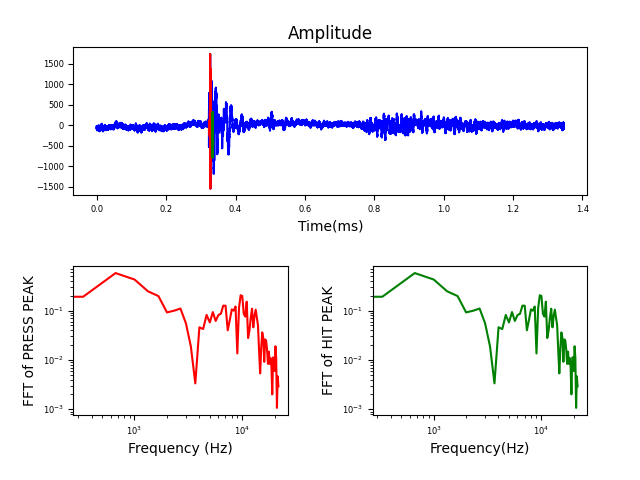 Amplitude
1500
1000
500
0
−500
−1000
−1500
0.0 0.2 0.4 0.6 0.8 1.0 1.2 1.4
Time(ms)
FFT of PRESS PEAK
10⁻¹
10⁻²
10⁻³
10³ 10⁴
Frequency (Hz)
FFT of HIT PEAK
10⁻¹
10⁻²
10⁻³
10³ 10⁴
Frequency(Hz)